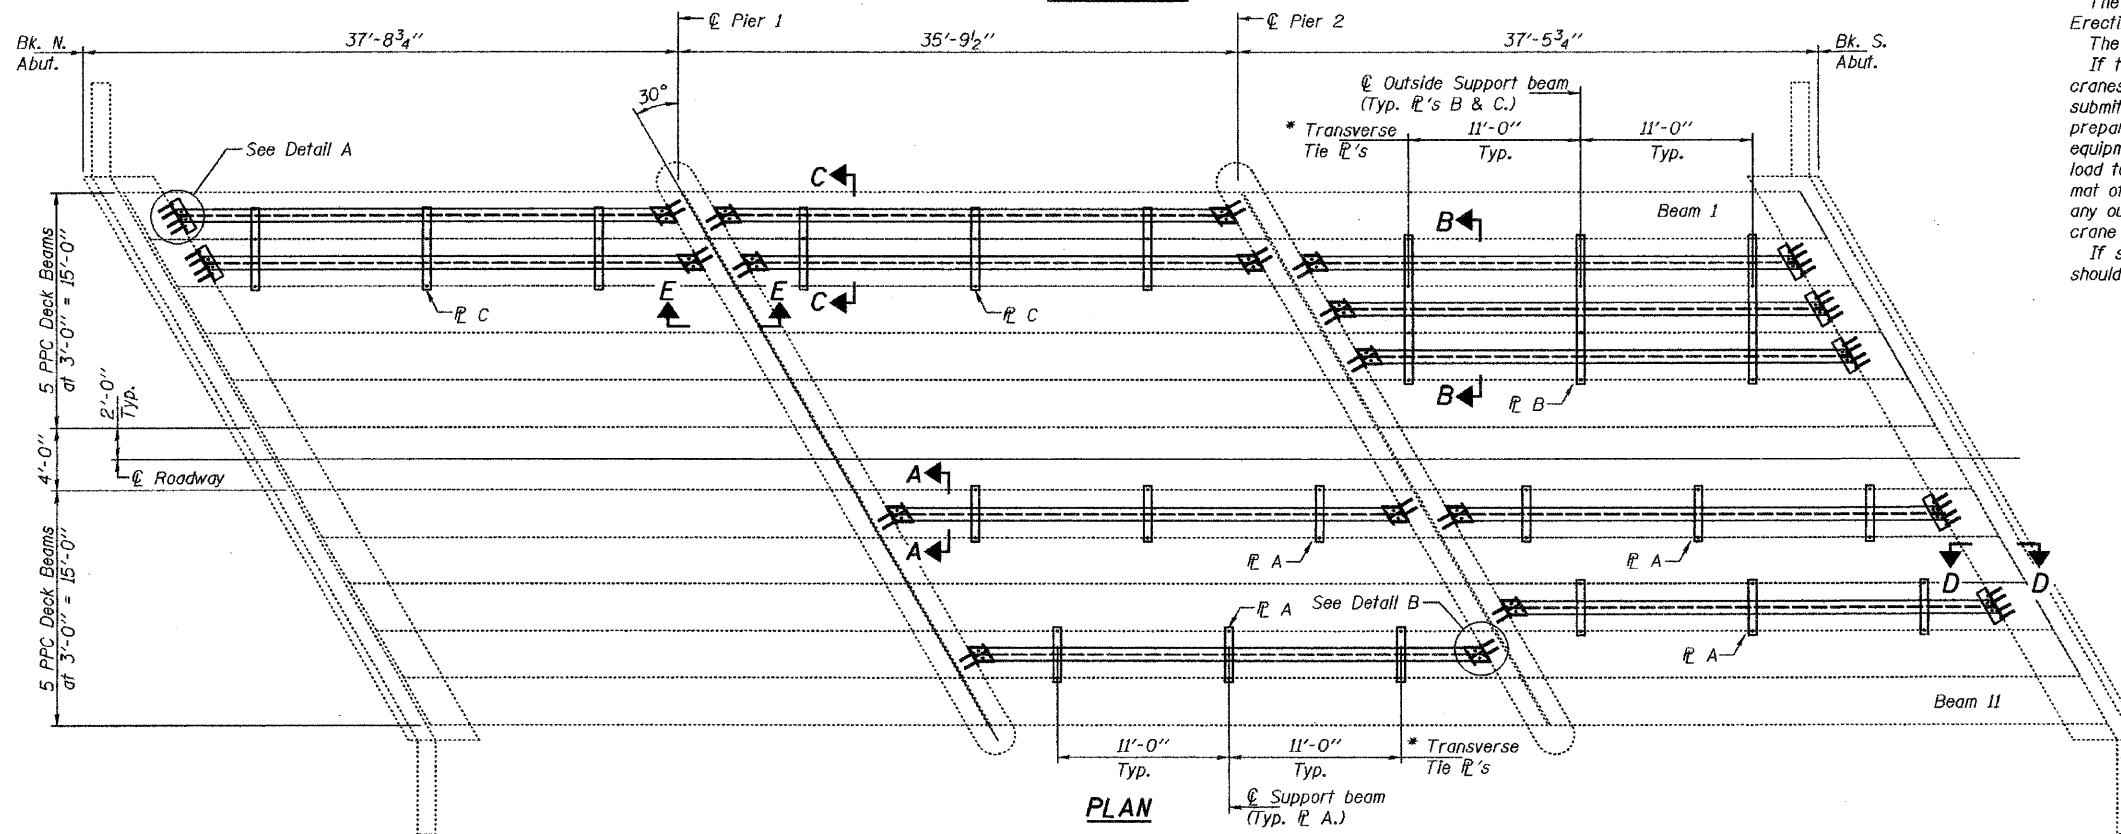 ℄ Pier 1
℄ Pier 2
Bk. N.
Abut.
37'-8¾"
35'-9½"
37'-5¾"
Bk. S.
Abut.
30°
See Detail A
℄ Outside Support beam
(Typ. ℞'s B & C.)
* Transverse
Tie ℞'s
11'-0"
Typ.
11'-0"
Typ.
C
C
B
B
Beam 1
E
E
℞ C
℞ C
℞ B
5 PPC Deck Beams
at 3'-0" = 15'-0"
2'-0"
Typ.
4'-0"
℄ Roadway
5 PPC Deck Beams
at 3'-0" = 15'-0"
A
A
℞ A
℞ A
D
D
℞ A
See Detail B
℞ A
Beam 11
11'-0"
Typ.
11'-0"
Typ.
* Transverse
Tie ℞'s
℄ Support beam
(Typ. ℞ A.)
PLAN
The
Erecti
The
If t
cranes
submit
prepar
equipm
load to
mat of
any ou
crane
If s
should